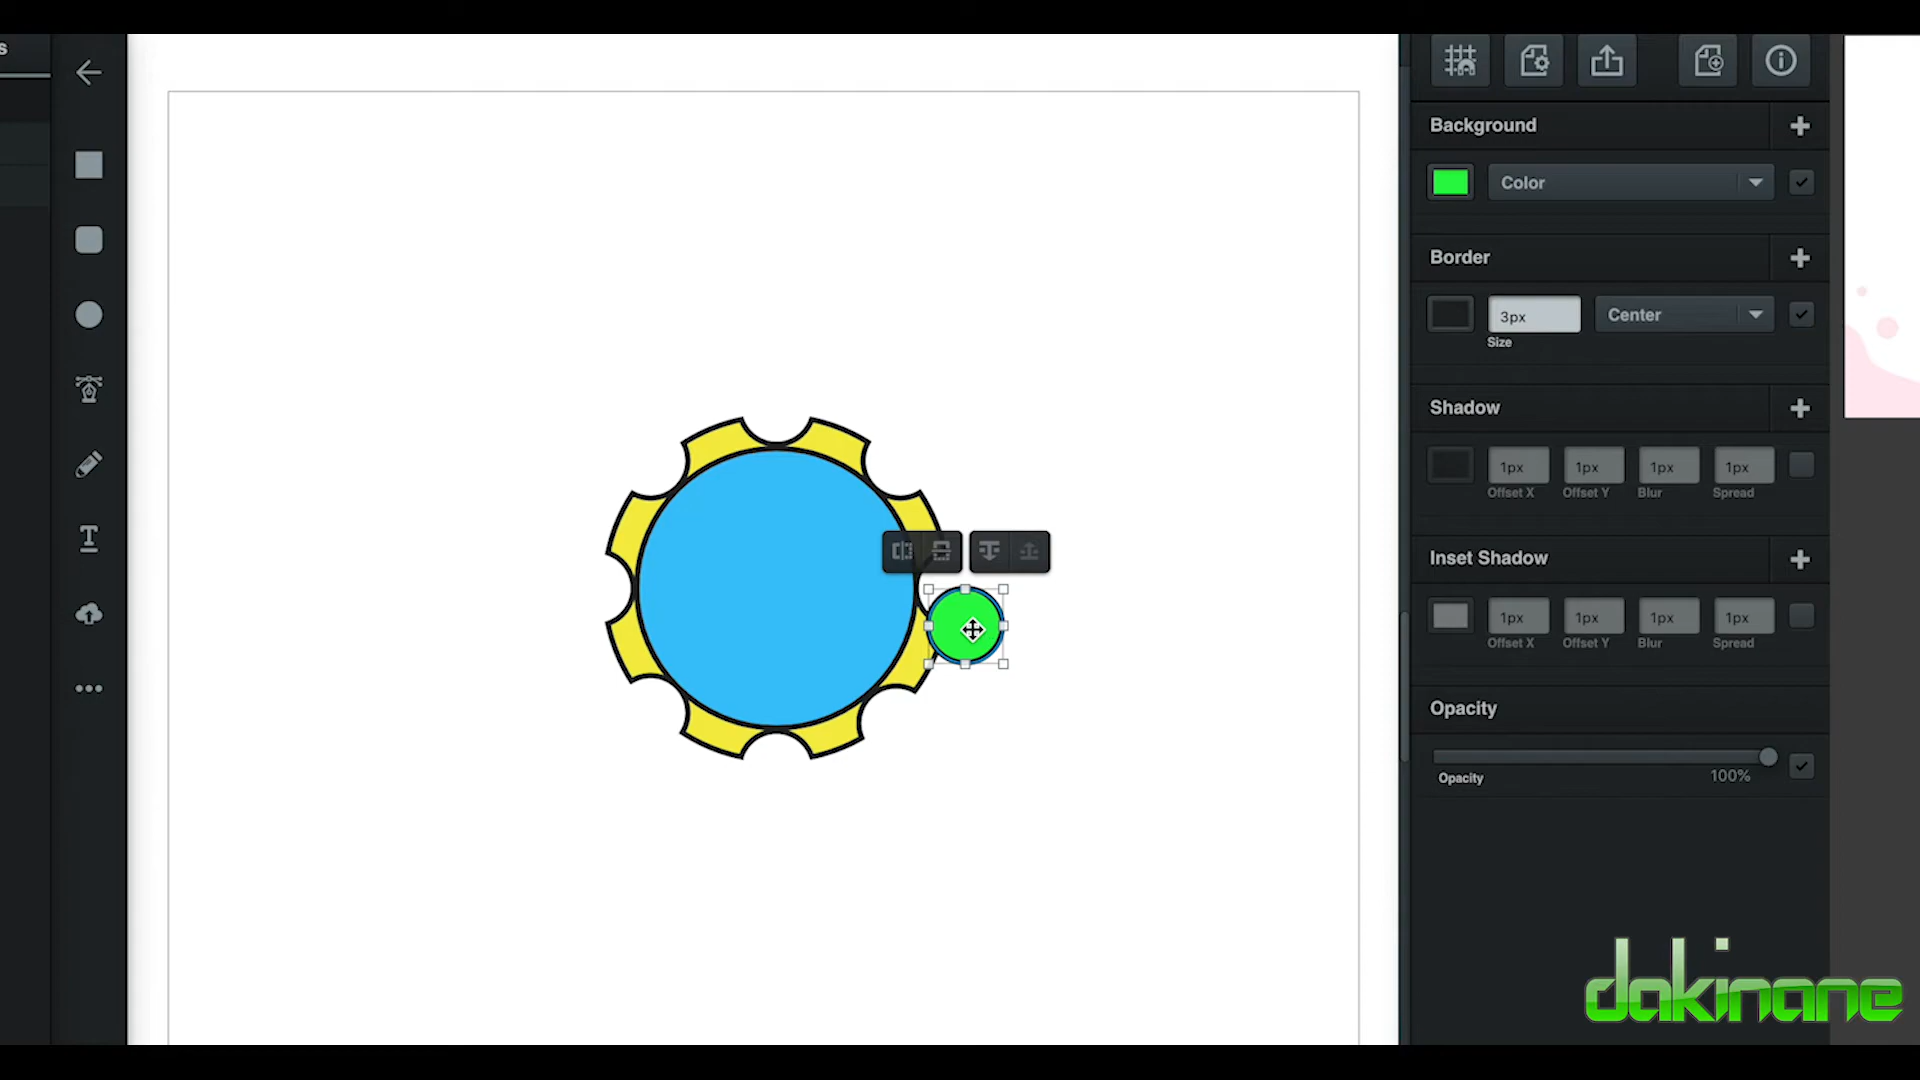 s
Background
Color
Border
3px
Center
Size
Shadow
1px 1px 1px 1px
Offset X Offset Y Blur Spread
Inset Shadow
1px 1px 1px 1px
Offset X Offset Y Blur Spread
Opacity
Opacity 100%
dakinane